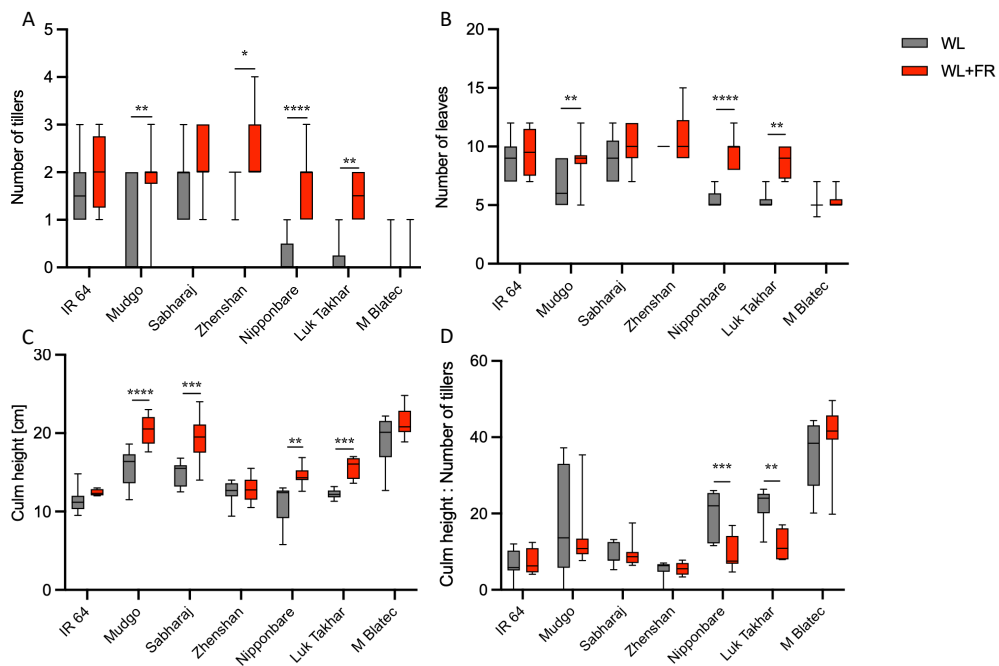 A
Number of tillers
5
4
3
2
1
0
**
*
****
**
IR 64
Mudgo
Sabharaj
Zhenshan
Nipponbare
Luk Takhar
M Blatec
B
Number of leaves
20
15
10
5
0
**
****
**
IR 64
Mudgo
Sabharaj
Zhenshan
Nipponbare
Luk Takhar
M Blatec
WL
WL+FR
C
Culm height [cm]
30
20
10
0
****
***
**
***
IR 64
Mudgo
Sabharaj
Zhenshan
Nipponbare
Luk Takhar
M Blatec
D
Culm height : Number of tillers
60
40
20
0
***
**
IR 64
Mudgo
Sabharaj
Zhenshan
Nipponbare
Luk Takhar
M Blatec